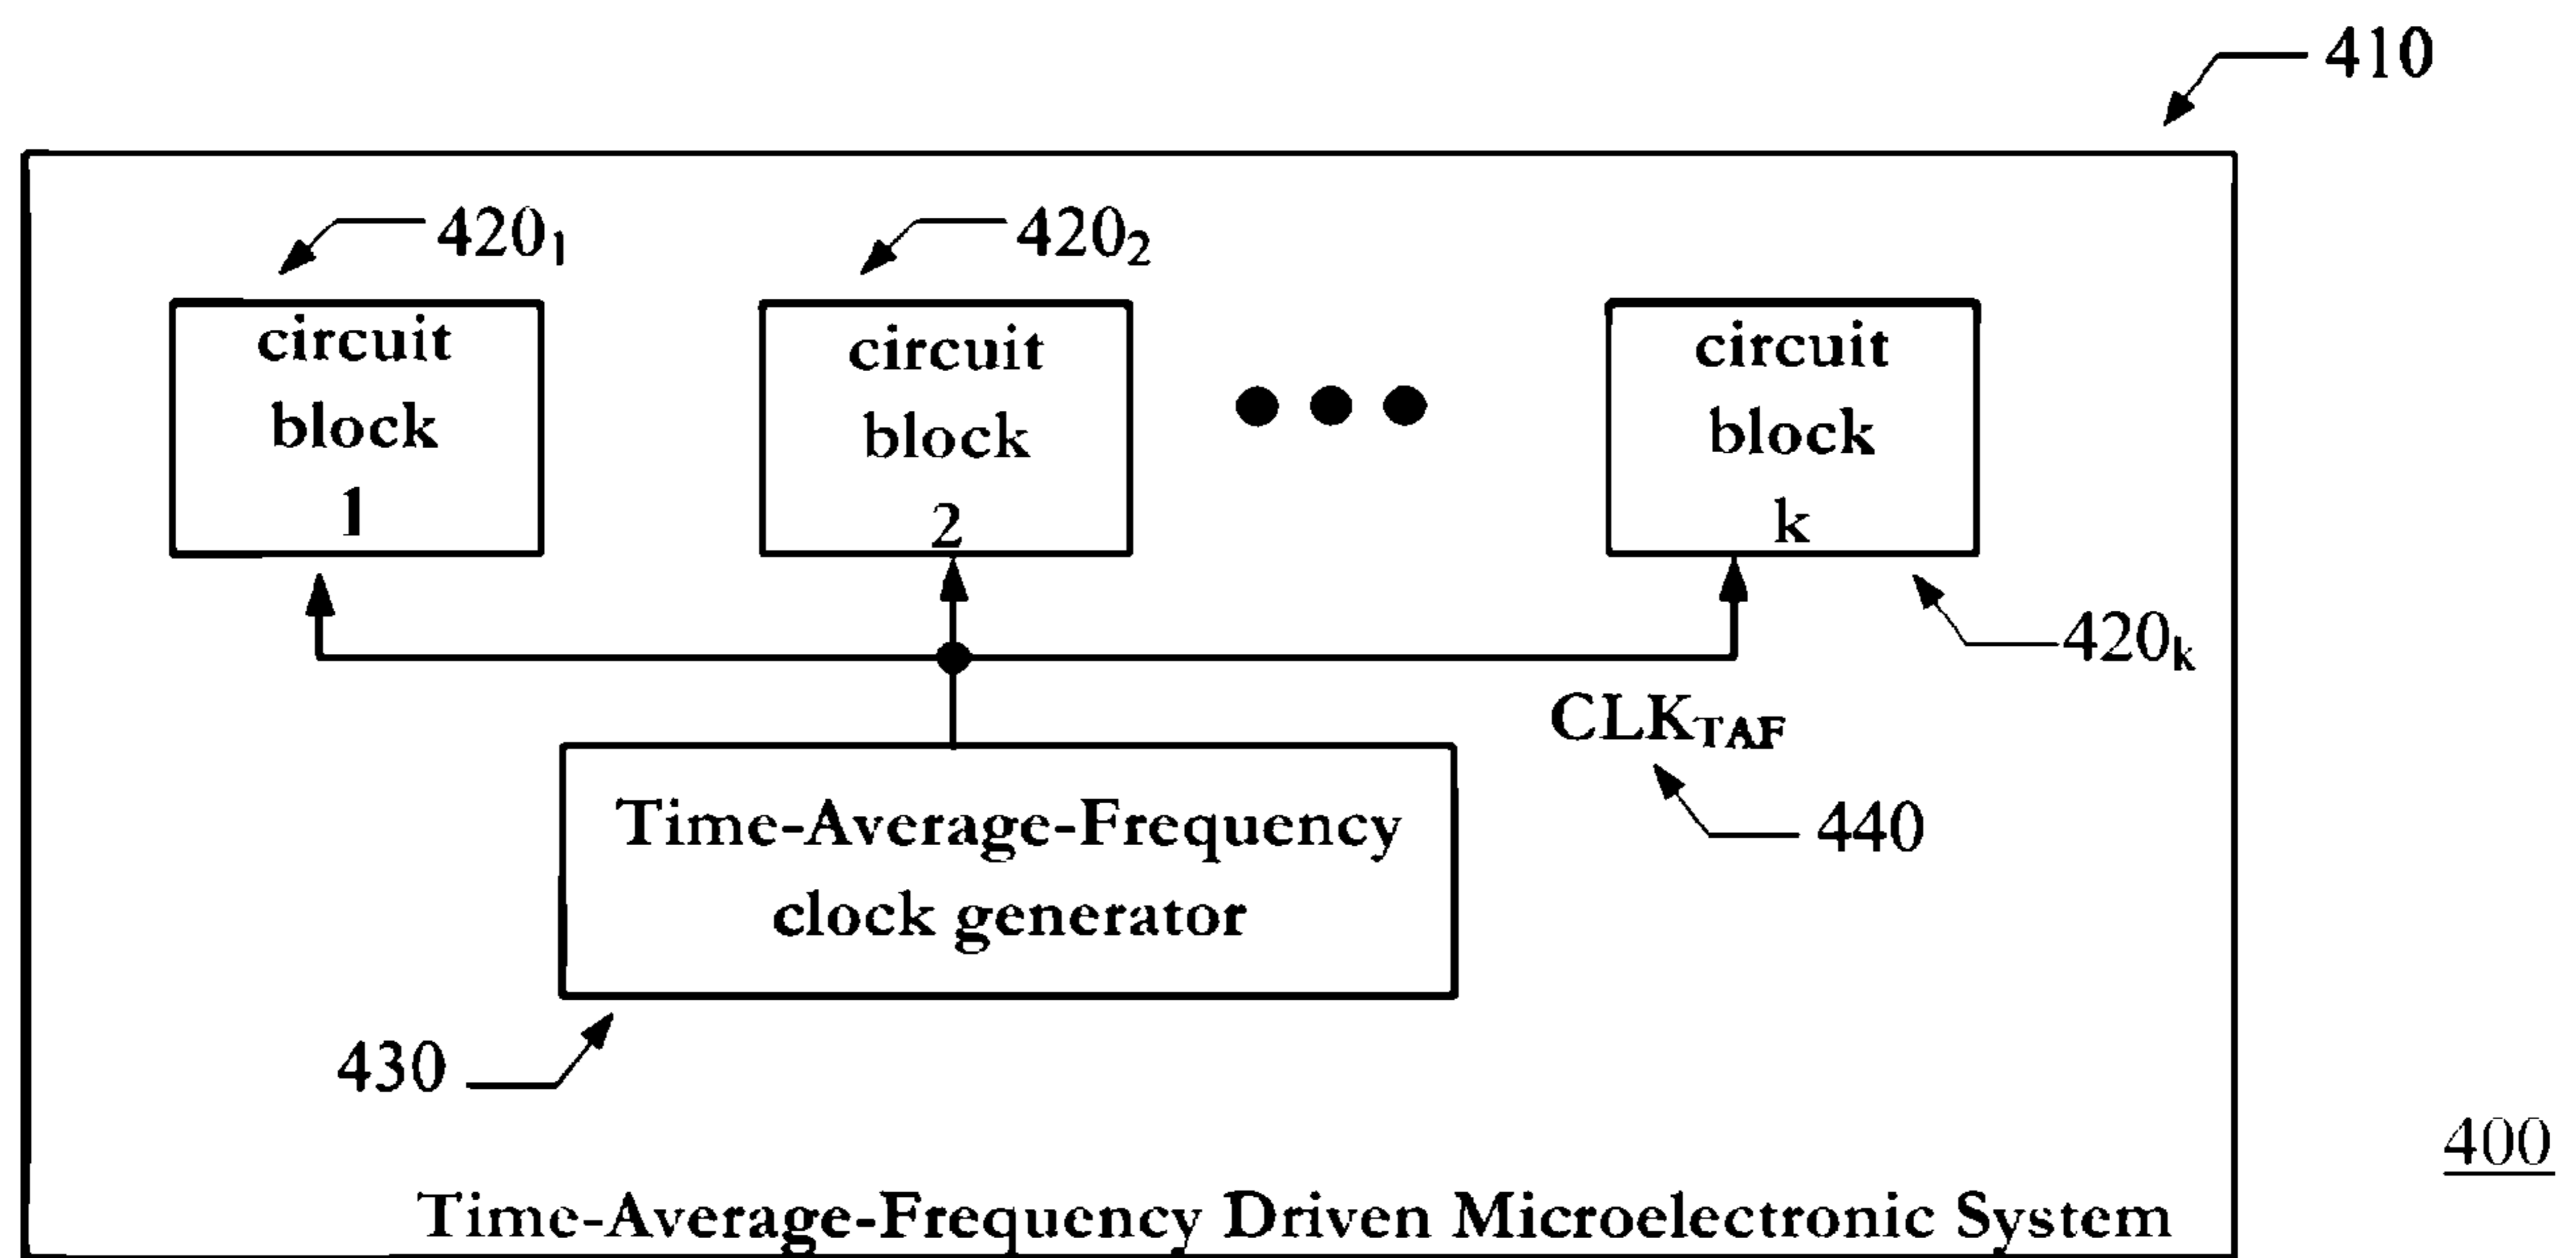 410
420₁
420₂
circuit
block
1
circuit
block
2
circuit
block
k
420ₖ
CLK_TAF
440
Time-Average-Frequency
clock generator
430
400
Time-Average-Frequency Driven Microelectronic System